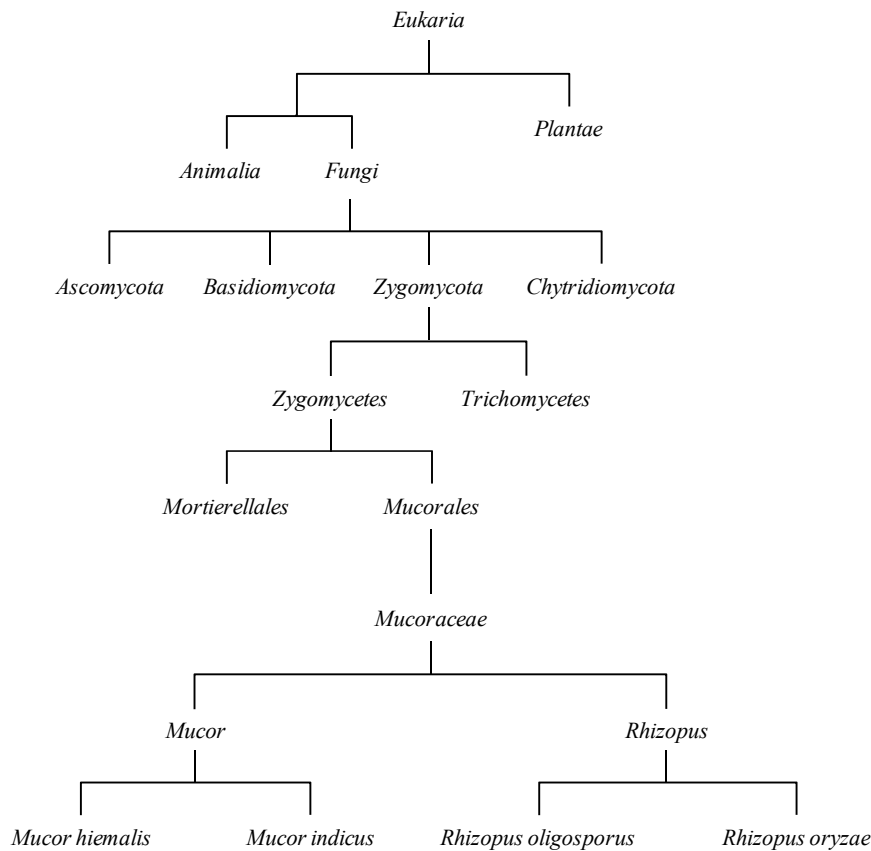 Eukaria
Plantae
Animalia Fungi
Ascomycota Basidiomycota Zygomycota Chytridiomycota
Zygomycetes Trichomycetes
Mortierellales Mucorales
Mucoraceae
Mucor Rhizopus
Mucor hiemalis Mucor indicus Rhizopus oligosporus Rhizopus oryzae